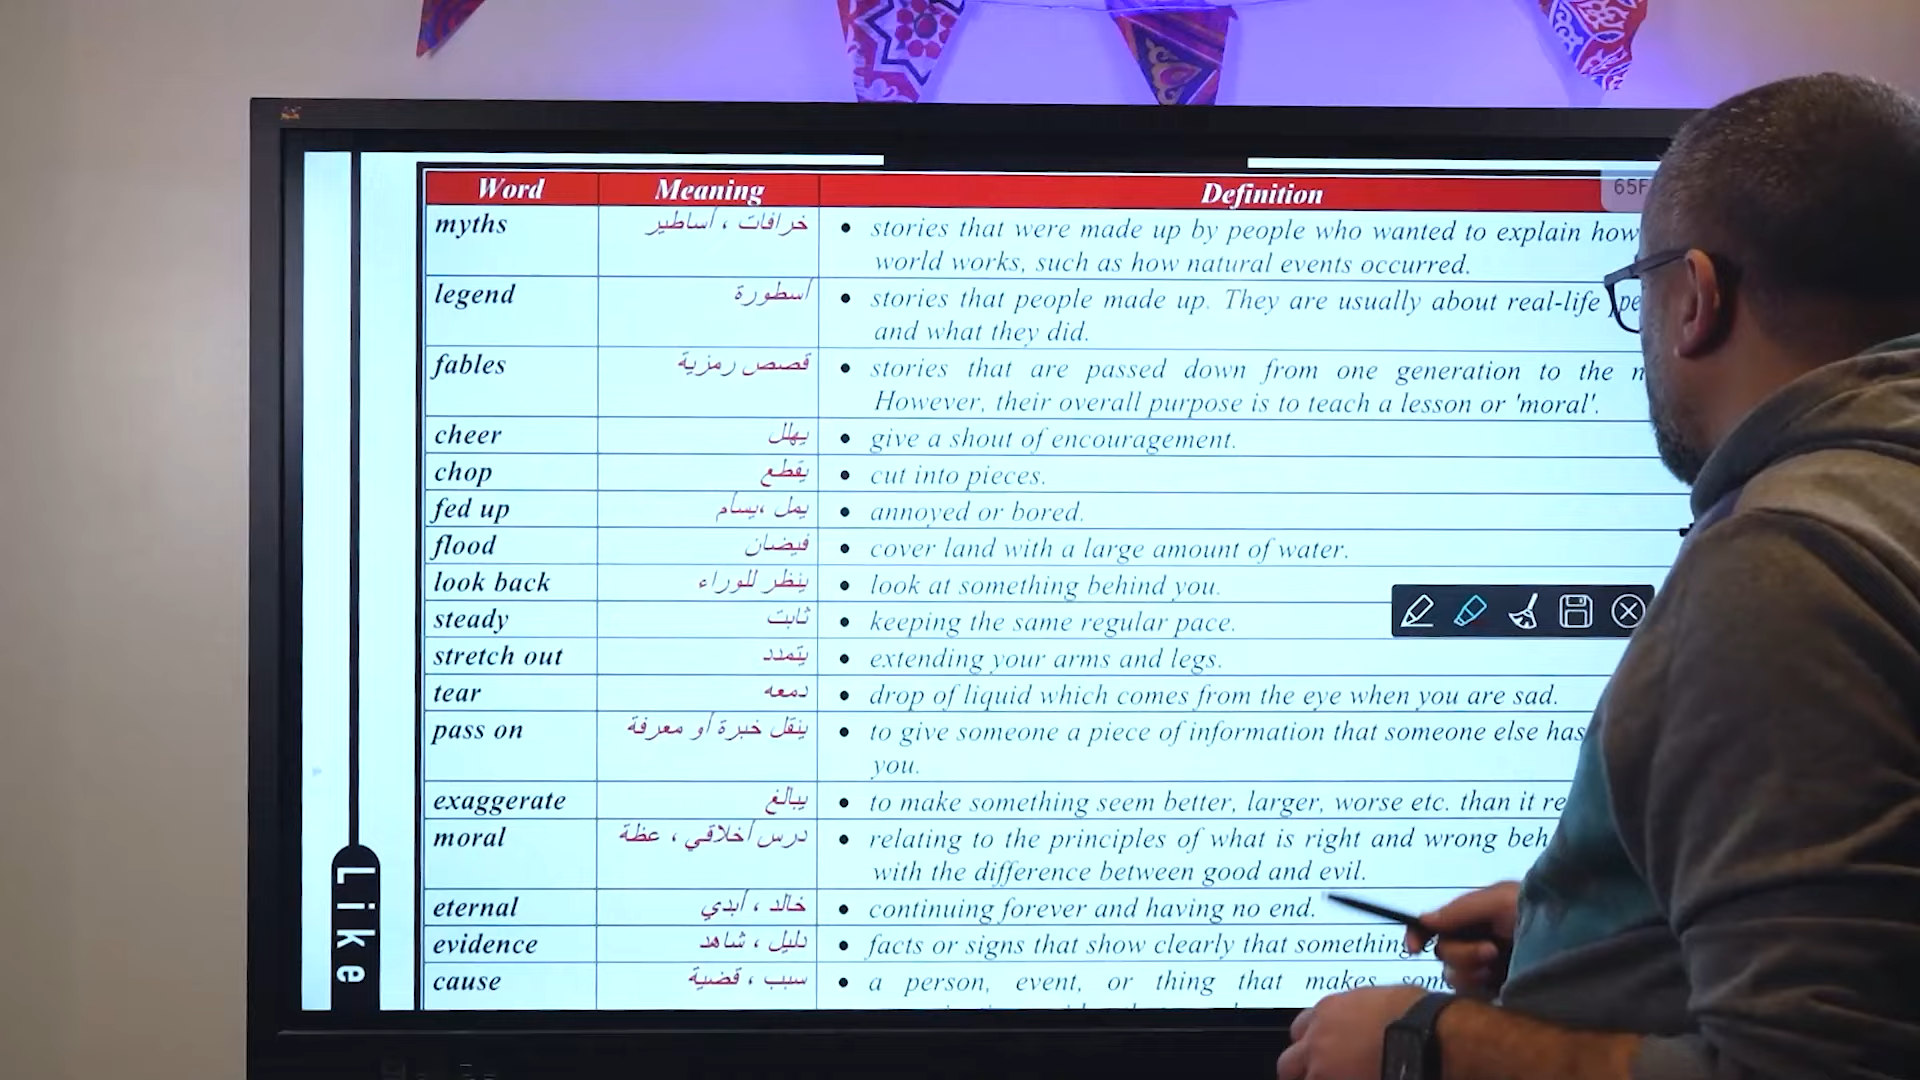 Word Meaning Definition
65F
myths خرافات ، أساطير • stories that were made up by people who wanted to explain how
world works, such as how natural events occurred.
legend أسطورة • stories that people made up. They are usually about real-life
and what they did.
fables قصص رمزية • stories that are passed down from one generation to the
However, their overall purpose is to teach a lesson or 'moral'.
cheer يهلل • give a shout of encouragement.
chop يقطع • cut into pieces.
fed up يمل ،يسأم • annoyed or bored.
flood فيضان • cover land with a large amount of water.
look back ينظر للوراء • look at something behind you.
steady ثابت • keeping the same regular pace.
stretch out يتمدد • extending your arms and legs.
tear دمعه • drop of liquid which comes from the eye when you are sad.
pass on ينقل خبرة أو معرفة • to give someone a piece of information that someone else has
you.
exaggerate يبالغ • to make something seem better, larger, worse etc. than it
moral درس أخلاقي ، عظة • relating to the principles of what is right and wrong
with the difference between good and evil.
eternal خالد ، أبدي • continuing forever and having no end.
evidence دليل ، شاهد • facts or signs that show clearly that something
cause سبب ، قضية • a person, event, or thing that makes
Like